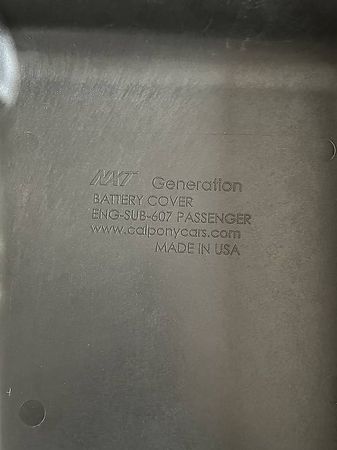 NXT Generation
BATTERY COVER
ENG-SUB-607 PASSENGER
www.calponycars.com
MADE IN USA